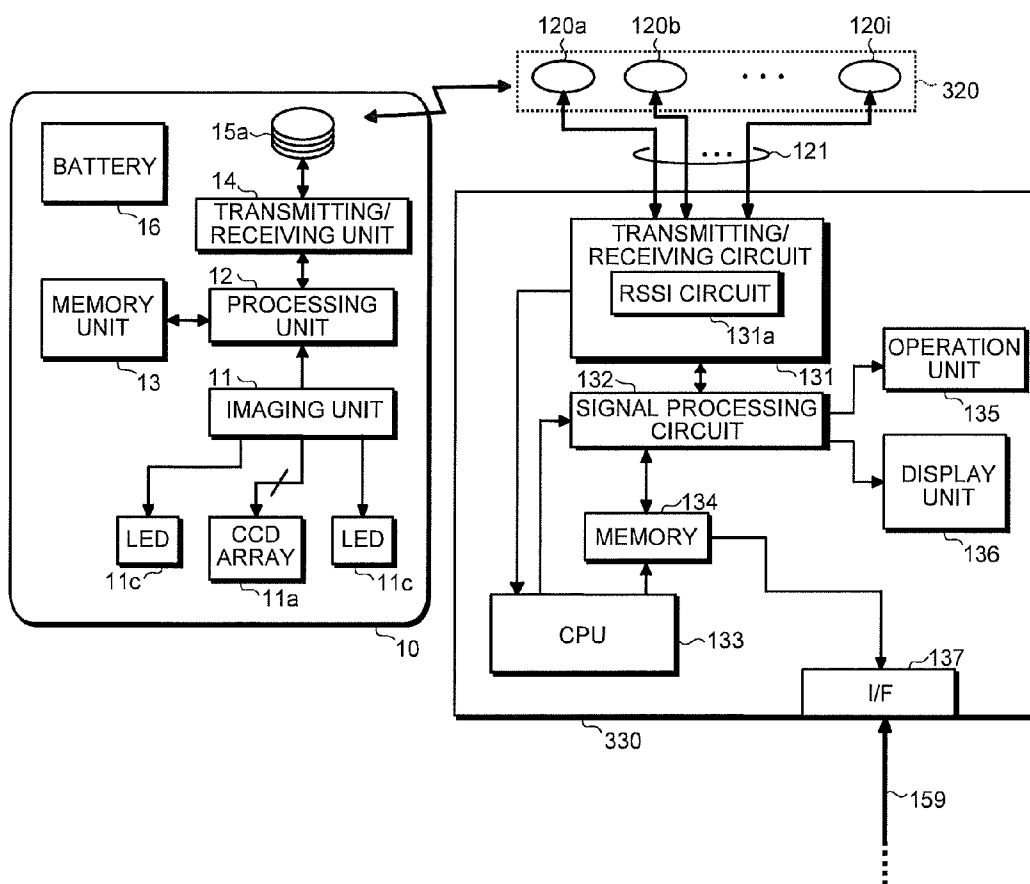 120a
120b
120i
...
320
121
...
15a
BATTERY
16
14
TRANSMITTING/
RECEIVING UNIT
12
PROCESSING
UNIT
MEMORY
UNIT
13
11
IMAGING UNIT
LED
11c
CCD
ARRAY
11a
LED
11c
10
TRANSMITTING/
RECEIVING CIRCUIT
RSSI CIRCUIT
131a
131
132
SIGNAL PROCESSING
CIRCUIT
OPERATION
UNIT
135
DISPLAY
UNIT
136
134
MEMORY
CPU
133
137
I/F
330
159